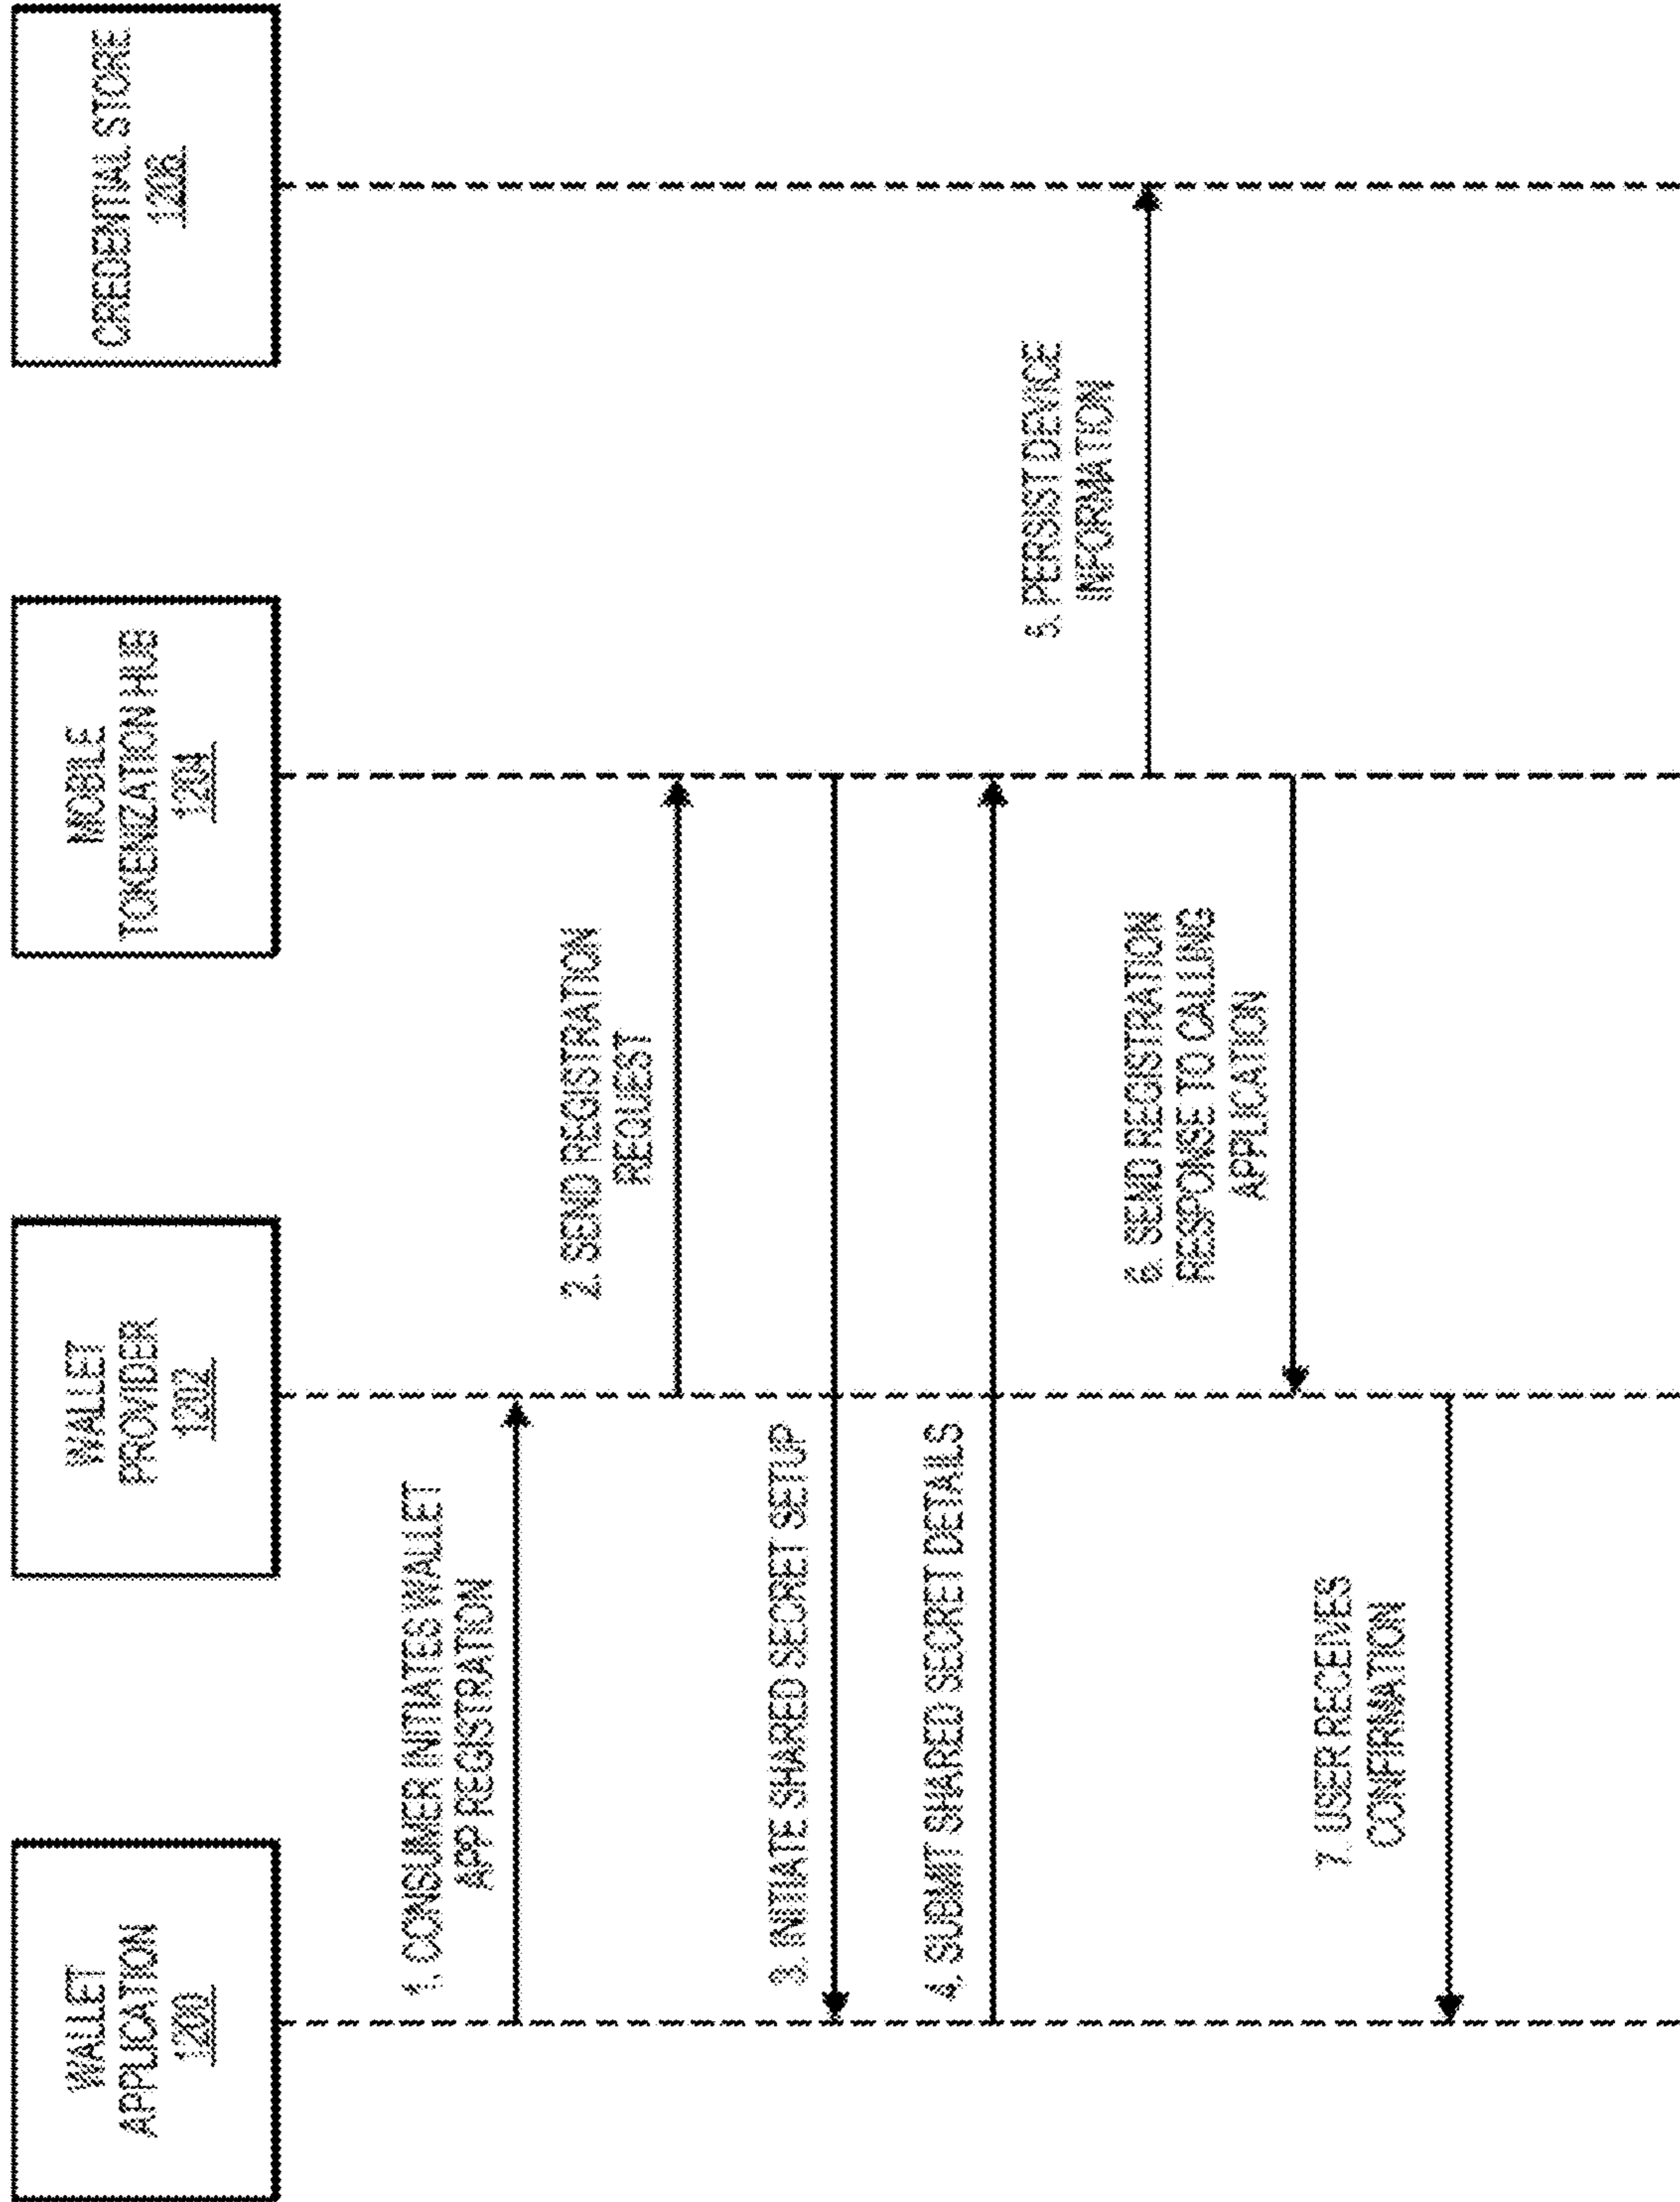 WALLET
APPLICATION
1200
WALLET
PROVIDER
1202
MOBILE
TOKENIZATION HUB
1204
CREDENTIAL STORE
1206
1. CONSUMER INITIATES WALLET
APP REGISTRATION
2. SEND REGISTRATION
REQUEST
3. INITIATE SHARED SECRET SETUP
4. SUBMIT SHARED SECRET DETAILS
5. PERSIST DEVICE
INFORMATION
6. SEND REGISTRATION
RESPONSE TO CALLING
APPLICATION
7. USER RECEIVES
CONFIRMATION